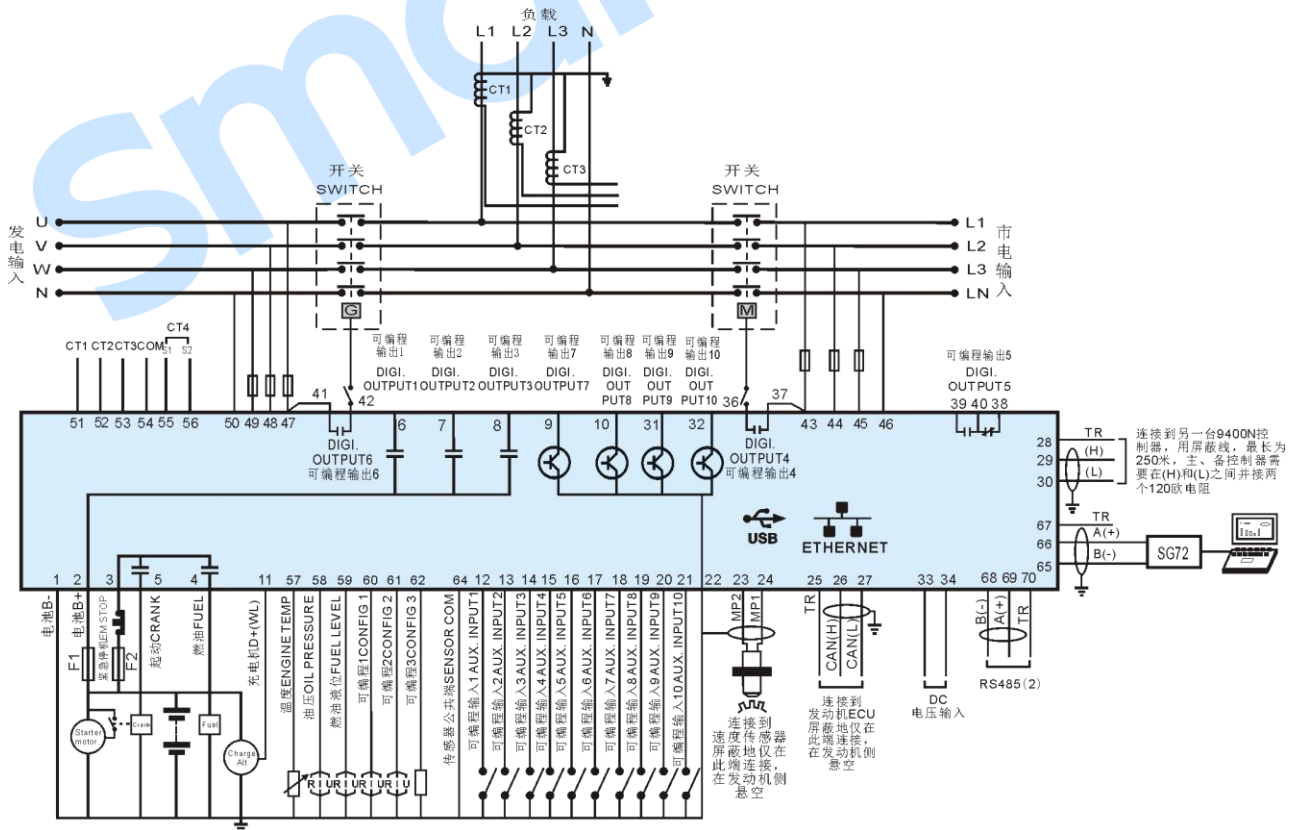 smar
负载
L1 L2 L3 N
CT1
CT2
CT3
开关
SWITCH
开关
SWITCH
发电输入
U
V
W
N
L1
L2
L3
LN
市电输入
G
M
CT1 CT2 CT3 COM
CT4
S1 S2
可编程
输出1
DIGI.
OUTPUT1
可编程
输出2
DIGI.
OUTPUT2
可编程
输出3
DIGI.
OUTPUT3
可编程
输出7
DIGI.
OUTPUT7
可编程
输出8
DIGI.
OUT
PUT8
可编程
输出9
DIGI.
OUT
PUT9
可编程
输出10
DIGI.
OUT
PUT10
可编程输出5
DIGI.
OUTPUT5
39 40 38
41
42
36
37
51 52 53 54 55 56 50 49 48 47
6 7 8 9 10 31 32
43 44 45 46
DIGI.
OUTPUT6
可编程输出6
DIGI.
OUTPUT4
可编程输出4
28
29
30
TR
(H)
(L)
连接到另一台9400N控
制器，用屏蔽线，最长为
250米，主、备控制器需
要在(H)和(L)之间并接两
个120欧电阻
67
66
65
TR
A(+)
B(-)
SG72
USB
ETHERNET
1 2 3 5 4 11 57 58 59 60 61 62 64 12 13 14 15 16 17 18 19 20 21 22 23 24 25 26 27 33 34 68 69 70
电池B-
电池B+
F1
紧急停机EM STOP
F2
起动CRANK
燃油FUEL
充电机D+(WL)
温度ENGINE TEMP
油压OIL PRESSURE
燃油液位FUEL LEVEL
可编程1CONFIG 1
可编程2CONFIG 2
可编程3CONFIG 3
传感器公共端SENSOR COM
可编程输入1AUX. INPUT1
可编程输入2AUX. INPUT2
可编程输入3AUX. INPUT3
可编程输入4AUX. INPUT4
可编程输入5AUX. INPUT5
可编程输入6AUX. INPUT6
可编程输入7AUX. INPUT7
可编程输入8AUX. INPUT8
可编程输入9AUX. INPUT9
可编程输入10AUX. INPUT10
MP2
MP1
TR
CAN(H)
CAN(L)
B(-)
A(+)
TR
Starter
motor
Crank
Fuel
Charge
Alt
R U R U R U R U
连接到
速度传感器
屏蔽地仅在
此端连接，
在发动机侧
悬空
连接到
发动机ECU
屏蔽地仅在
此端连接，
在发动机侧
悬空
DC
电压输入
RS485(2)